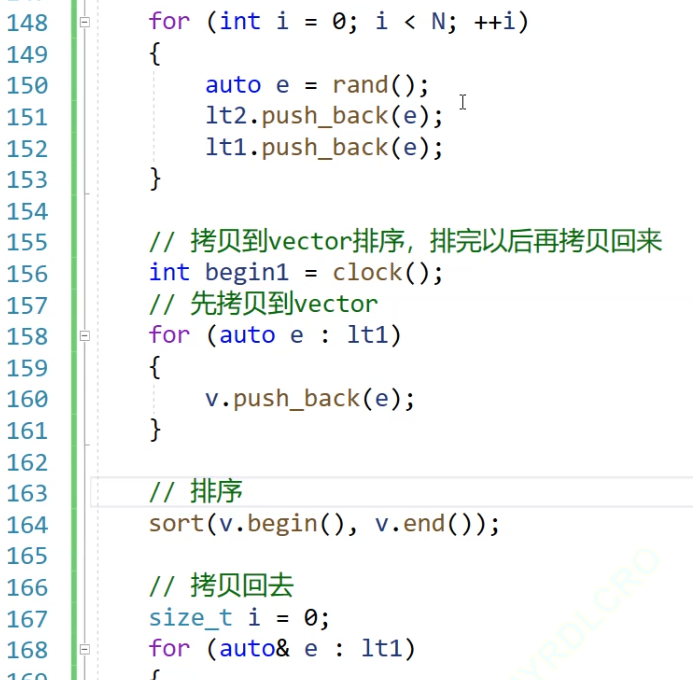 148 for (int i = 0; i < N; ++i)
149 {
150 auto e = rand();
151 lt2.push_back(e);
152 lt1.push_back(e);
153 }
154
155 // 拷贝到vector排序，排完以后再拷贝回来
156 int begin1 = clock();
157 // 先拷贝到vector
158 for (auto e : lt1)
159 {
160 v.push_back(e);
161 }
162
163 // 排序
164 sort(v.begin(), v.end());
165
166 // 拷贝回去
167 size_t i = 0;
168 for (auto& e : lt1)
169 {